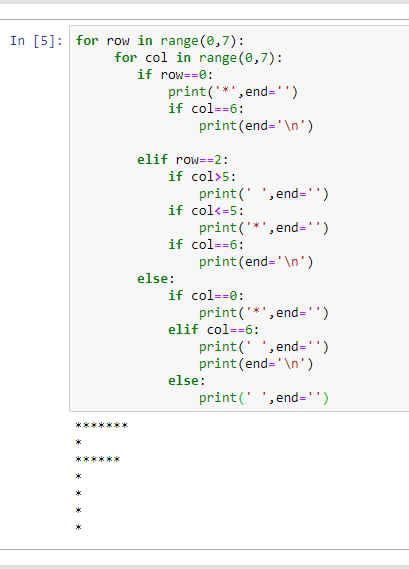 In [5]: for row in range(0,7):
     for col in range(0,7):
        if row==0:
            print('*',end='')
            if col==6:
                print(end='\n')

        elif row==2:
            if col>5:
                print(' ',end='')
            if col<=5:
                print('*',end='')
            if col==6:
                print(end='\n')
        else:
            if col==0:
                print('*',end='')
            elif col==6:
                print(' ',end='')
                print(end='\n')
            else:
                print(' ',end='')
*******
*
******
*
*
*
*